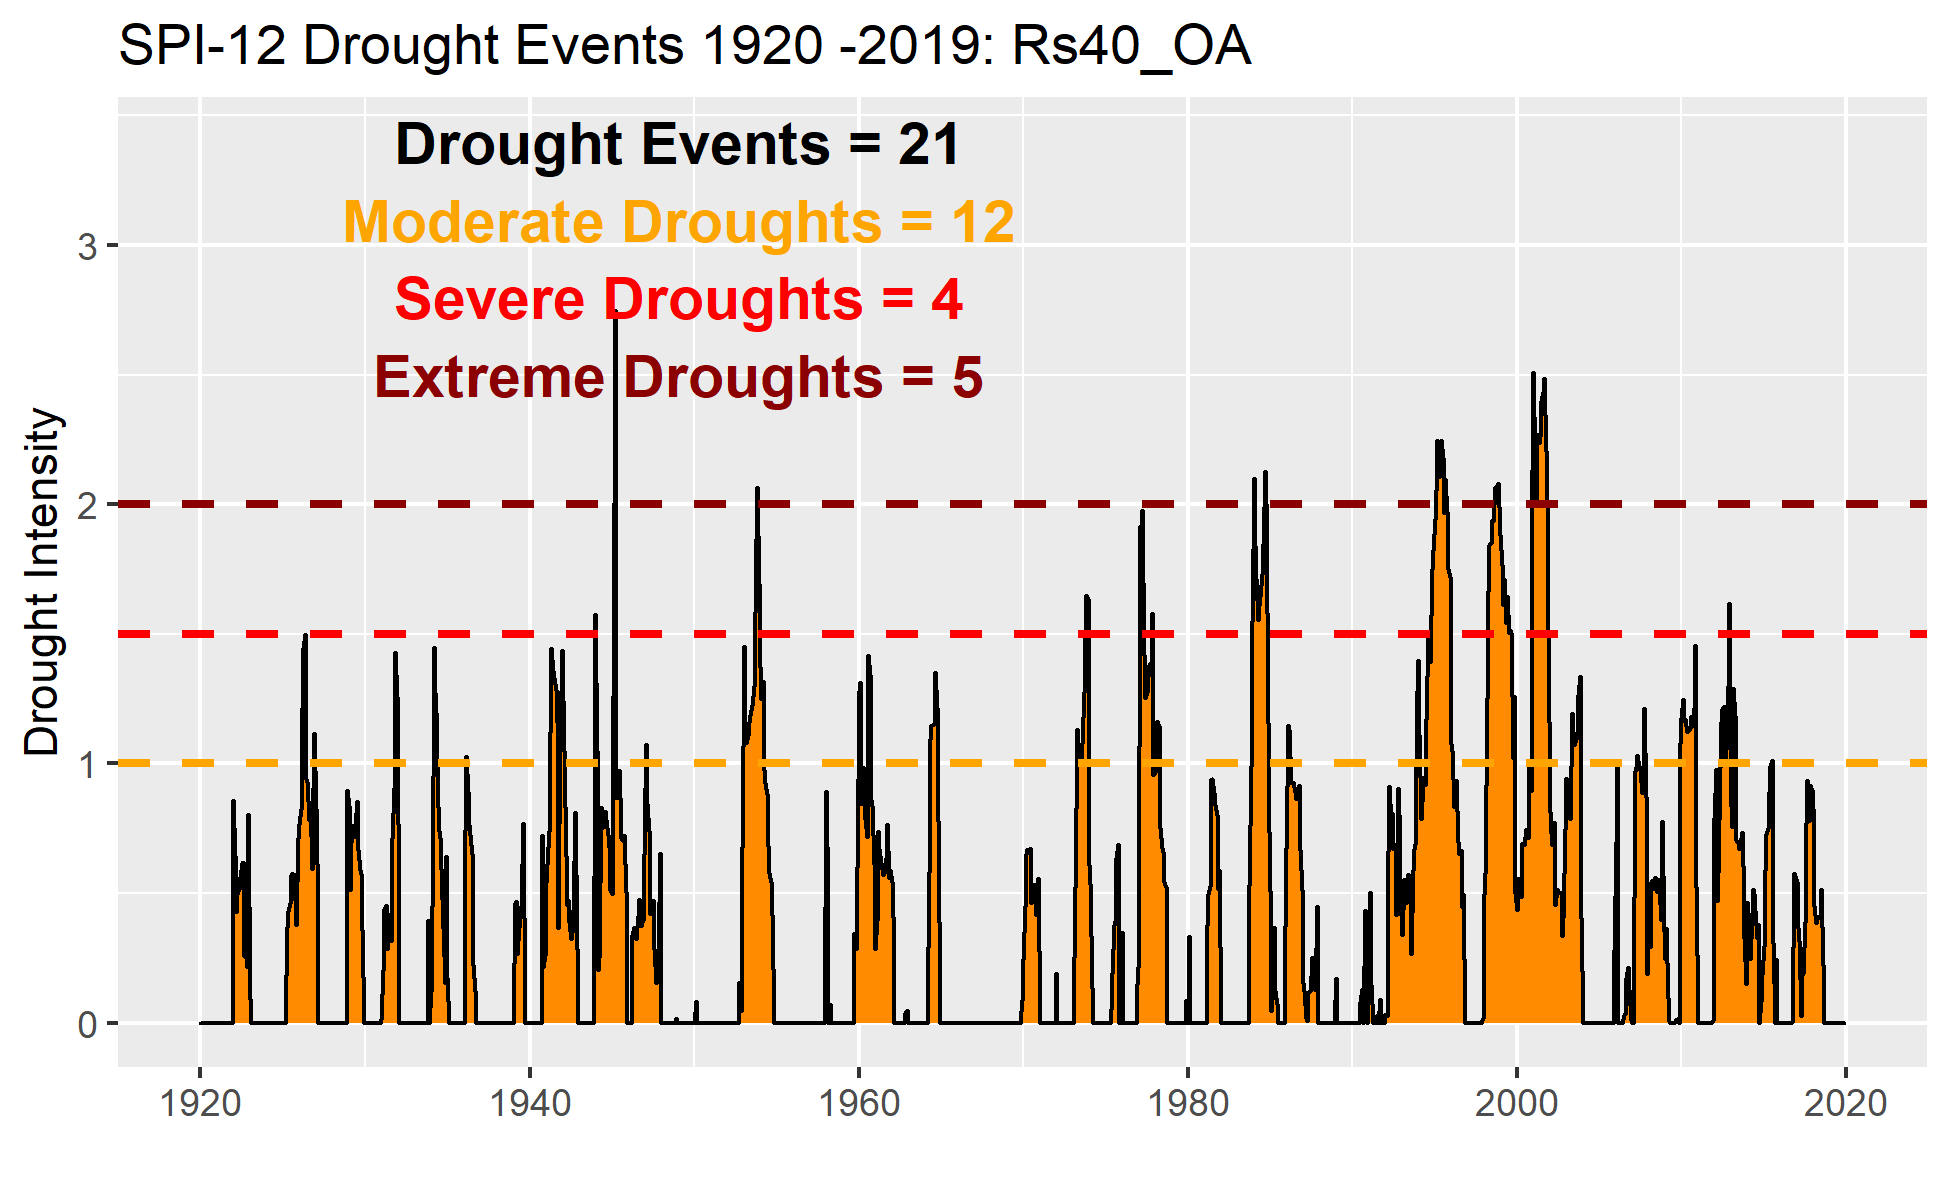 SPI-12 Drought Events 1920 -2019: Rs40_OA
Drought Events = 21
Moderate Droughts = 12
Severe Droughts = 4
Extreme Droughts = 5
Drought Intensity
3
2
1
0
1920 1940 1960 1980 2000 2020